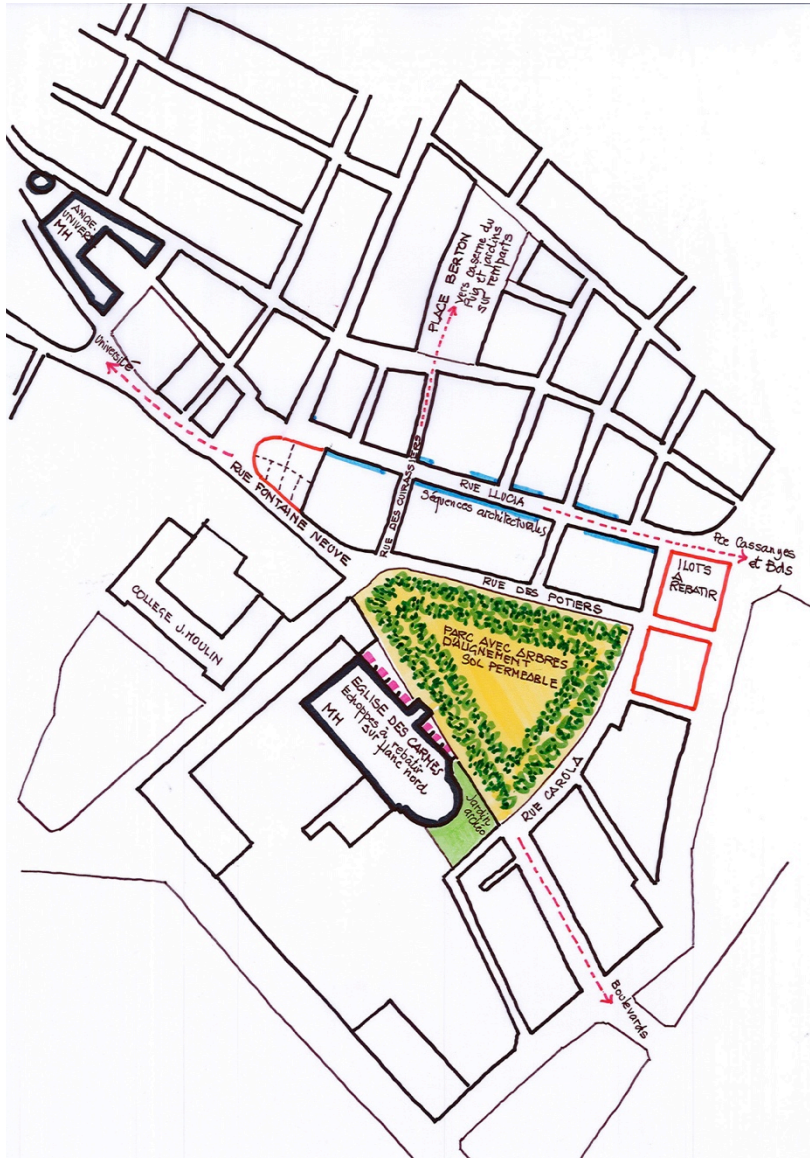 ANC.
UNIVER.
MH
PLACE BERTON
vers caserne du
Puig et jardins
sur remparts
Université
RUE FONTAINE NEUVE
RUE DES CUIRASSIERS
RUE LLUCIA
Séquences architecturales
Pce Cassanyes
et Bds
ILOTS
A
REBATIR
RUE DES POTIERS
COLLEGE J. MOULIN
PARC AVEC ARBRES
D'ALIGNEMENT
SOL PERMEABLE
EGLISE DES CARMES
Echoppes à rebâtir
sur
flanc nord
MH
Jardin
archéo
RUE CAROLA
Boulevards